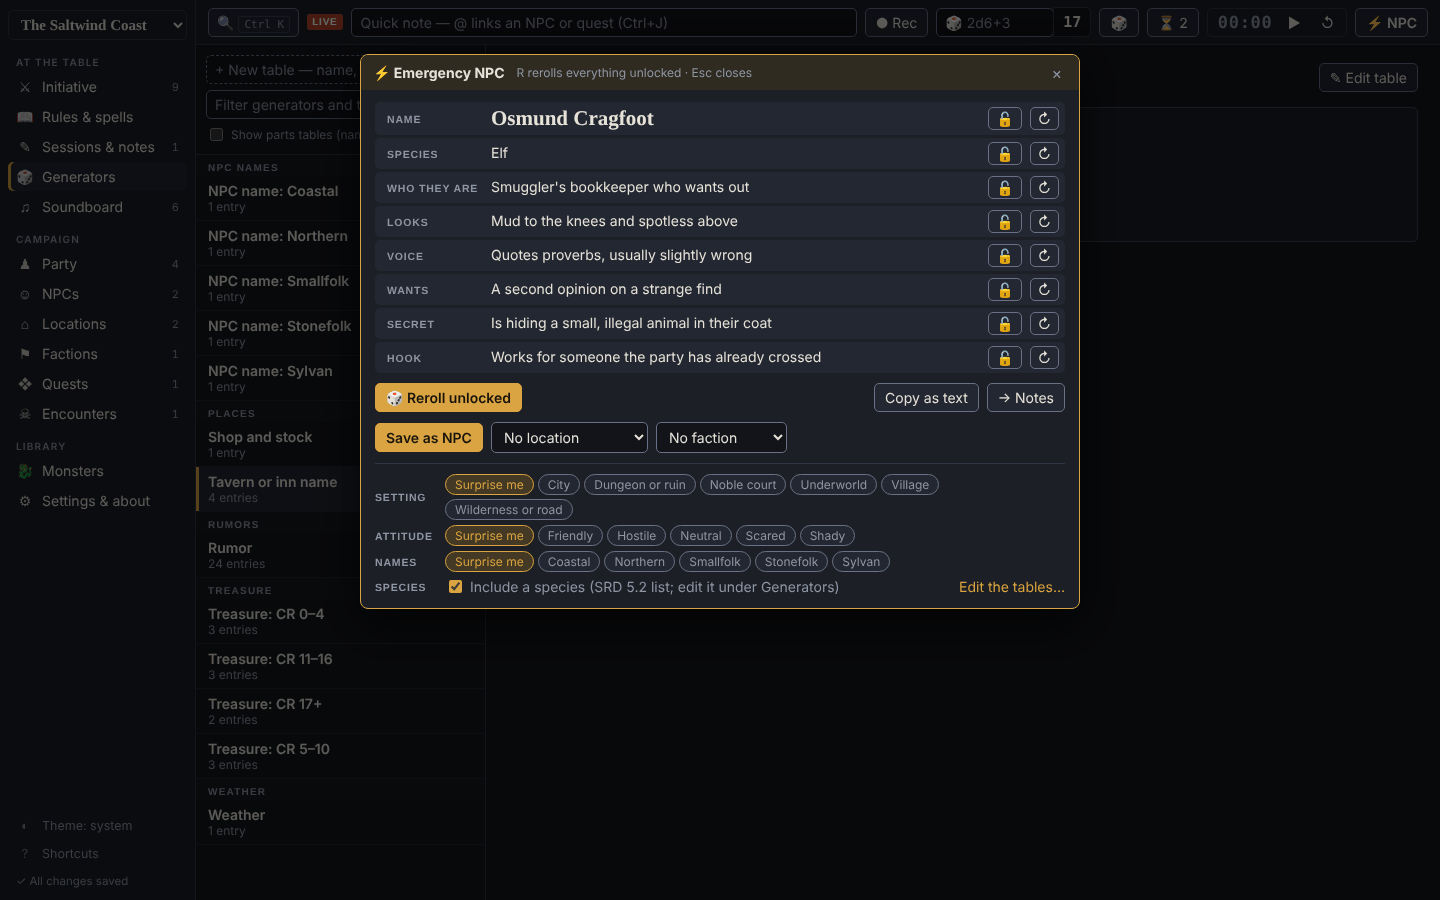 The Saltwind Coast
Ctrl K
LIVE
Quick note — @ links an NPC or quest (Ctrl+J)
Rec
2d6+3
17
2
00:00
NPC
AT THE TABLE
Initiative 9
Rules & spells
Sessions & notes 1
Generators
Soundboard 6
CAMPAIGN
Party 4
NPCs 2
Locations 2
Factions 1
Quests 1
Encounters 1
LIBRARY
Monsters
Settings & about
Theme: system
? Shortcuts
✓ All changes saved
+ New table — name,
Filter generators and t
Show parts tables (nam
NPC NAMES
NPC name: Coastal
1 entry
NPC name: Northern
1 entry
NPC name: Smallfolk
1 entry
NPC name: Stonefolk
1 entry
NPC name: Sylvan
1 entry
PLACES
Shop and stock
1 entry
Tavern or inn name
4 entries
RUMORS
Rumor
24 entries
TREASURE
Treasure: CR 0–4
3 entries
Treasure: CR 11–16
3 entries
Treasure: CR 17+
2 entries
Treasure: CR 5–10
3 entries
WEATHER
Weather
1 entry
✎ Edit table
⚡ Emergency NPC R rerolls everything unlocked · Esc closes ×
NAME Osmund Cragfoot
SPECIES Elf
WHO THEY ARE Smuggler's bookkeeper who wants out
LOOKS Mud to the knees and spotless above
VOICE Quotes proverbs, usually slightly wrong
WANTS A second opinion on a strange find
SECRET Is hiding a small, illegal animal in their coat
HOOK Works for someone the party has already crossed
Reroll unlocked Copy as text → Notes
Save as NPC No location No faction
SETTING Surprise me City Dungeon or ruin Noble court Underworld Village
Wilderness or road
ATTITUDE Surprise me Friendly Hostile Neutral Scared Shady
NAMES Surprise me Coastal Northern Smallfolk Stonefolk Sylvan
SPECIES Include a species (SRD 5.2 list; edit it under Generators) Edit the tables…